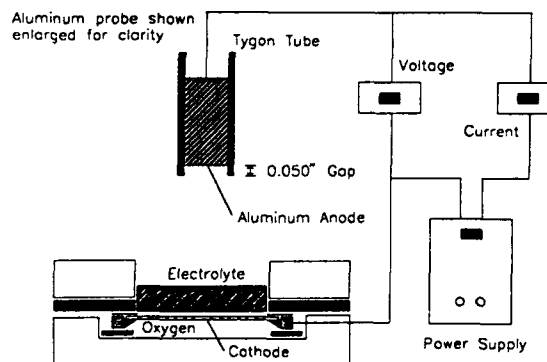 Aluminum probe shown
enlarged for clarity
Tygon Tube
Voltage
Current
0.050" Gap
Aluminum Anode
Electrolyte
Oxygen
Cathode
Power Supply